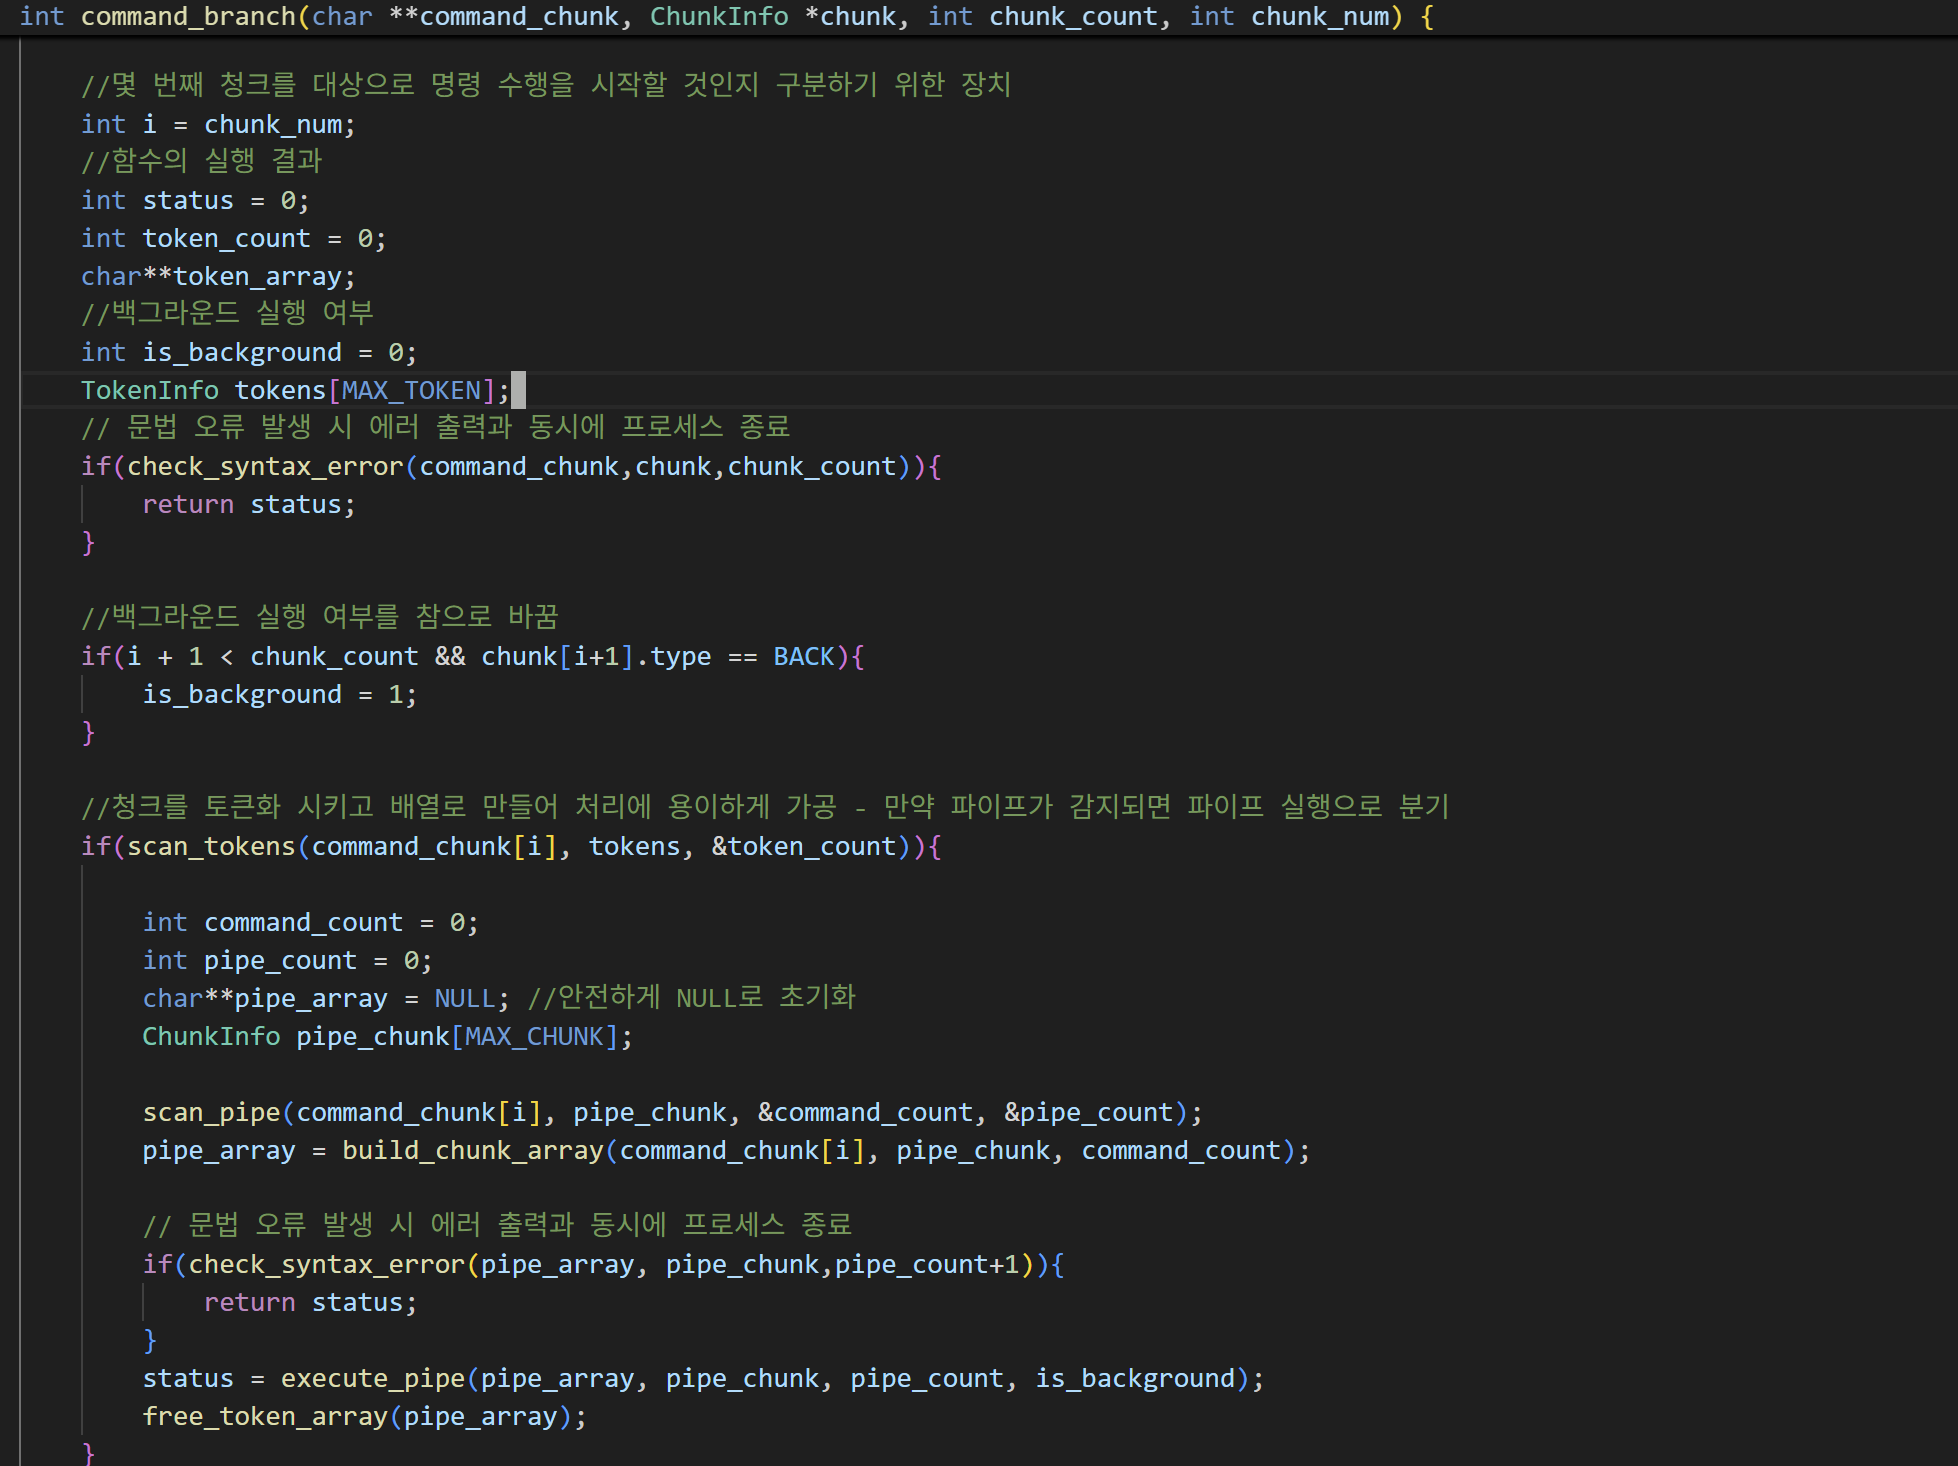 int command_branch(char **command_chunk, ChunkInfo *chunk, int chunk_count, int chunk_num) {
//몇 번째 청크를 대상으로 명령 수행을 시작할 것인지 구분하기 위한 장치
int i = chunk_num;
//함수의 실행 결과
int status = 0;
int token_count = 0;
char**token_array;
//백그라운드 실행 여부
int is_background = 0;
TokenInfo tokens[MAX_TOKEN];
// 문법 오류 발생 시 에러 출력과 동시에 프로세스 종료
if(check_syntax_error(command_chunk,chunk,chunk_count)){
return status;
}
//백그라운드 실행 여부를 참으로 바꿈
if(i + 1 < chunk_count && chunk[i+1].type == BACK){
is_background = 1;
}
//청크를 토큰화 시키고 배열로 만들어 처리에 용이하게 가공 - 만약 파이프가 감지되면 파이프 실행으로 분기
if(scan_tokens(command_chunk[i], tokens, &token_count)){
int command_count = 0;
int pipe_count = 0;
char**pipe_array = NULL; //안전하게 NULL로 초기화
ChunkInfo pipe_chunk[MAX_CHUNK];
scan_pipe(command_chunk[i], pipe_chunk, &command_count, &pipe_count);
pipe_array = build_chunk_array(command_chunk[i], pipe_chunk, command_count);
// 문법 오류 발생 시 에러 출력과 동시에 프로세스 종료
if(check_syntax_error(pipe_array, pipe_chunk,pipe_count+1)){
return status;
}
status = execute_pipe(pipe_array, pipe_chunk, pipe_count, is_background);
free_token_array(pipe_array);
}